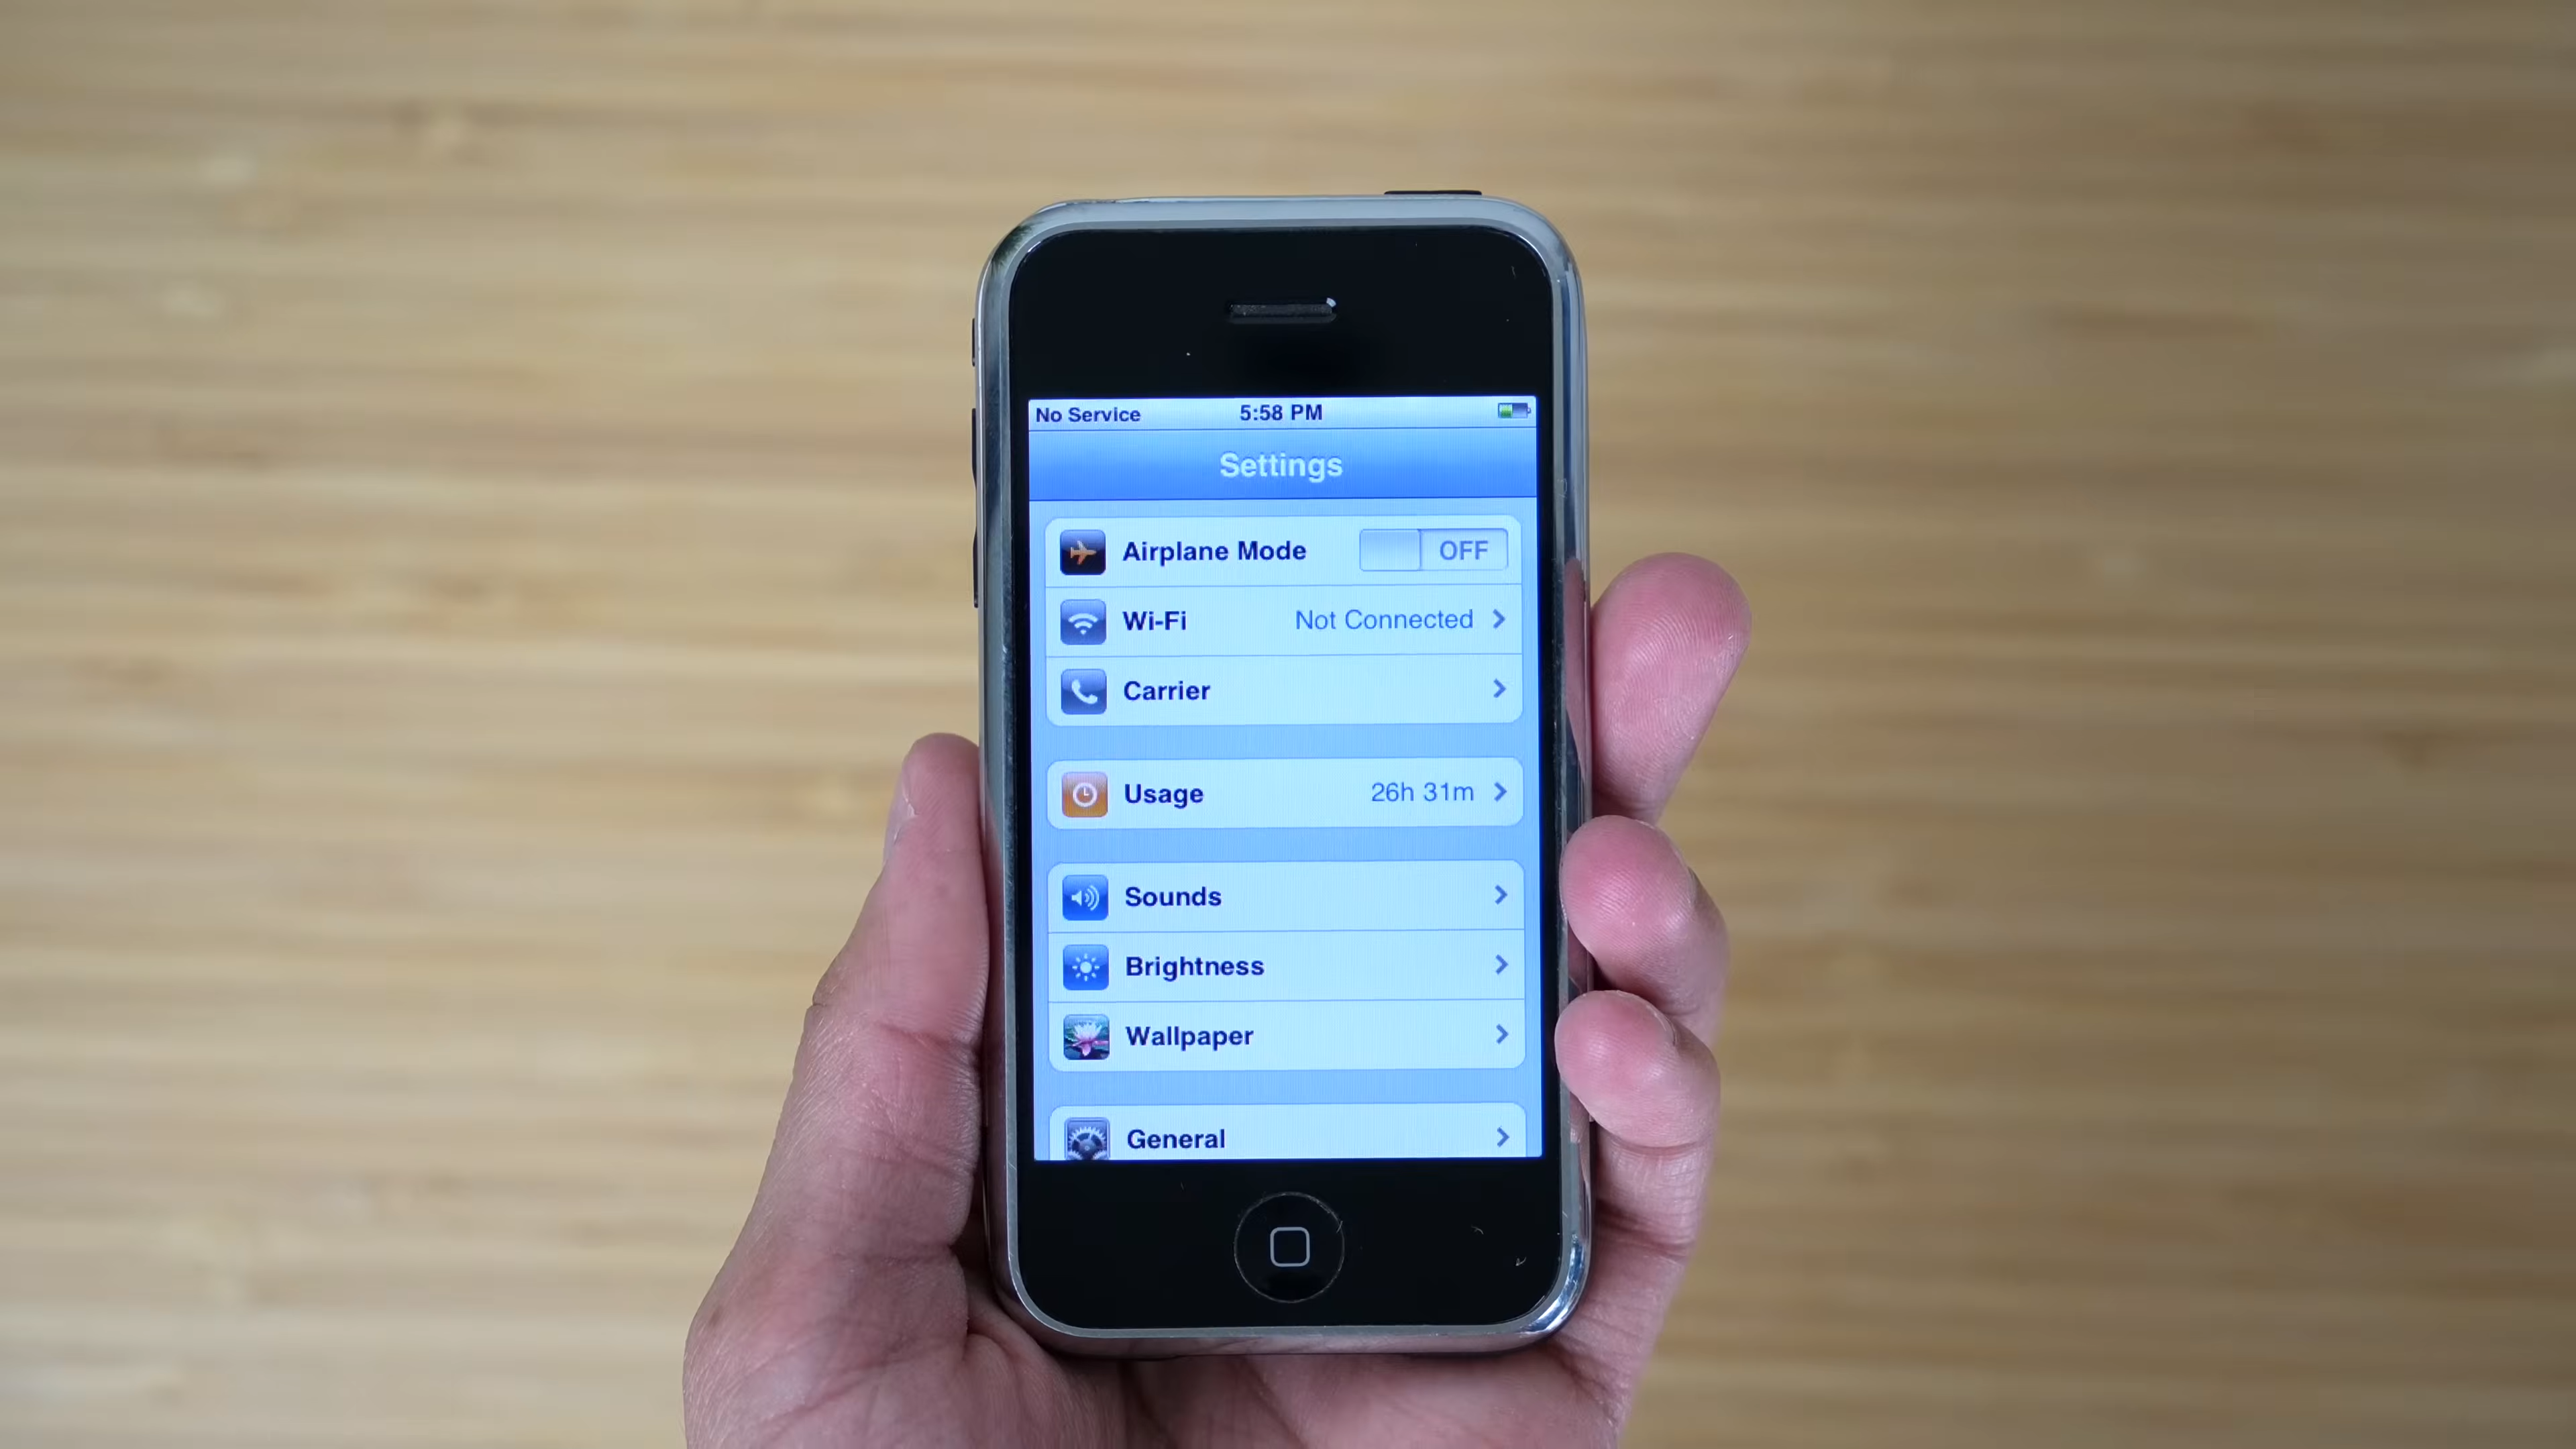 No Service 5:58 PM
Settings
Airplane Mode OFF
Wi-Fi Not Connected
Carrier
Usage 26h 31m
Sounds
Brightness
Wallpaper
General